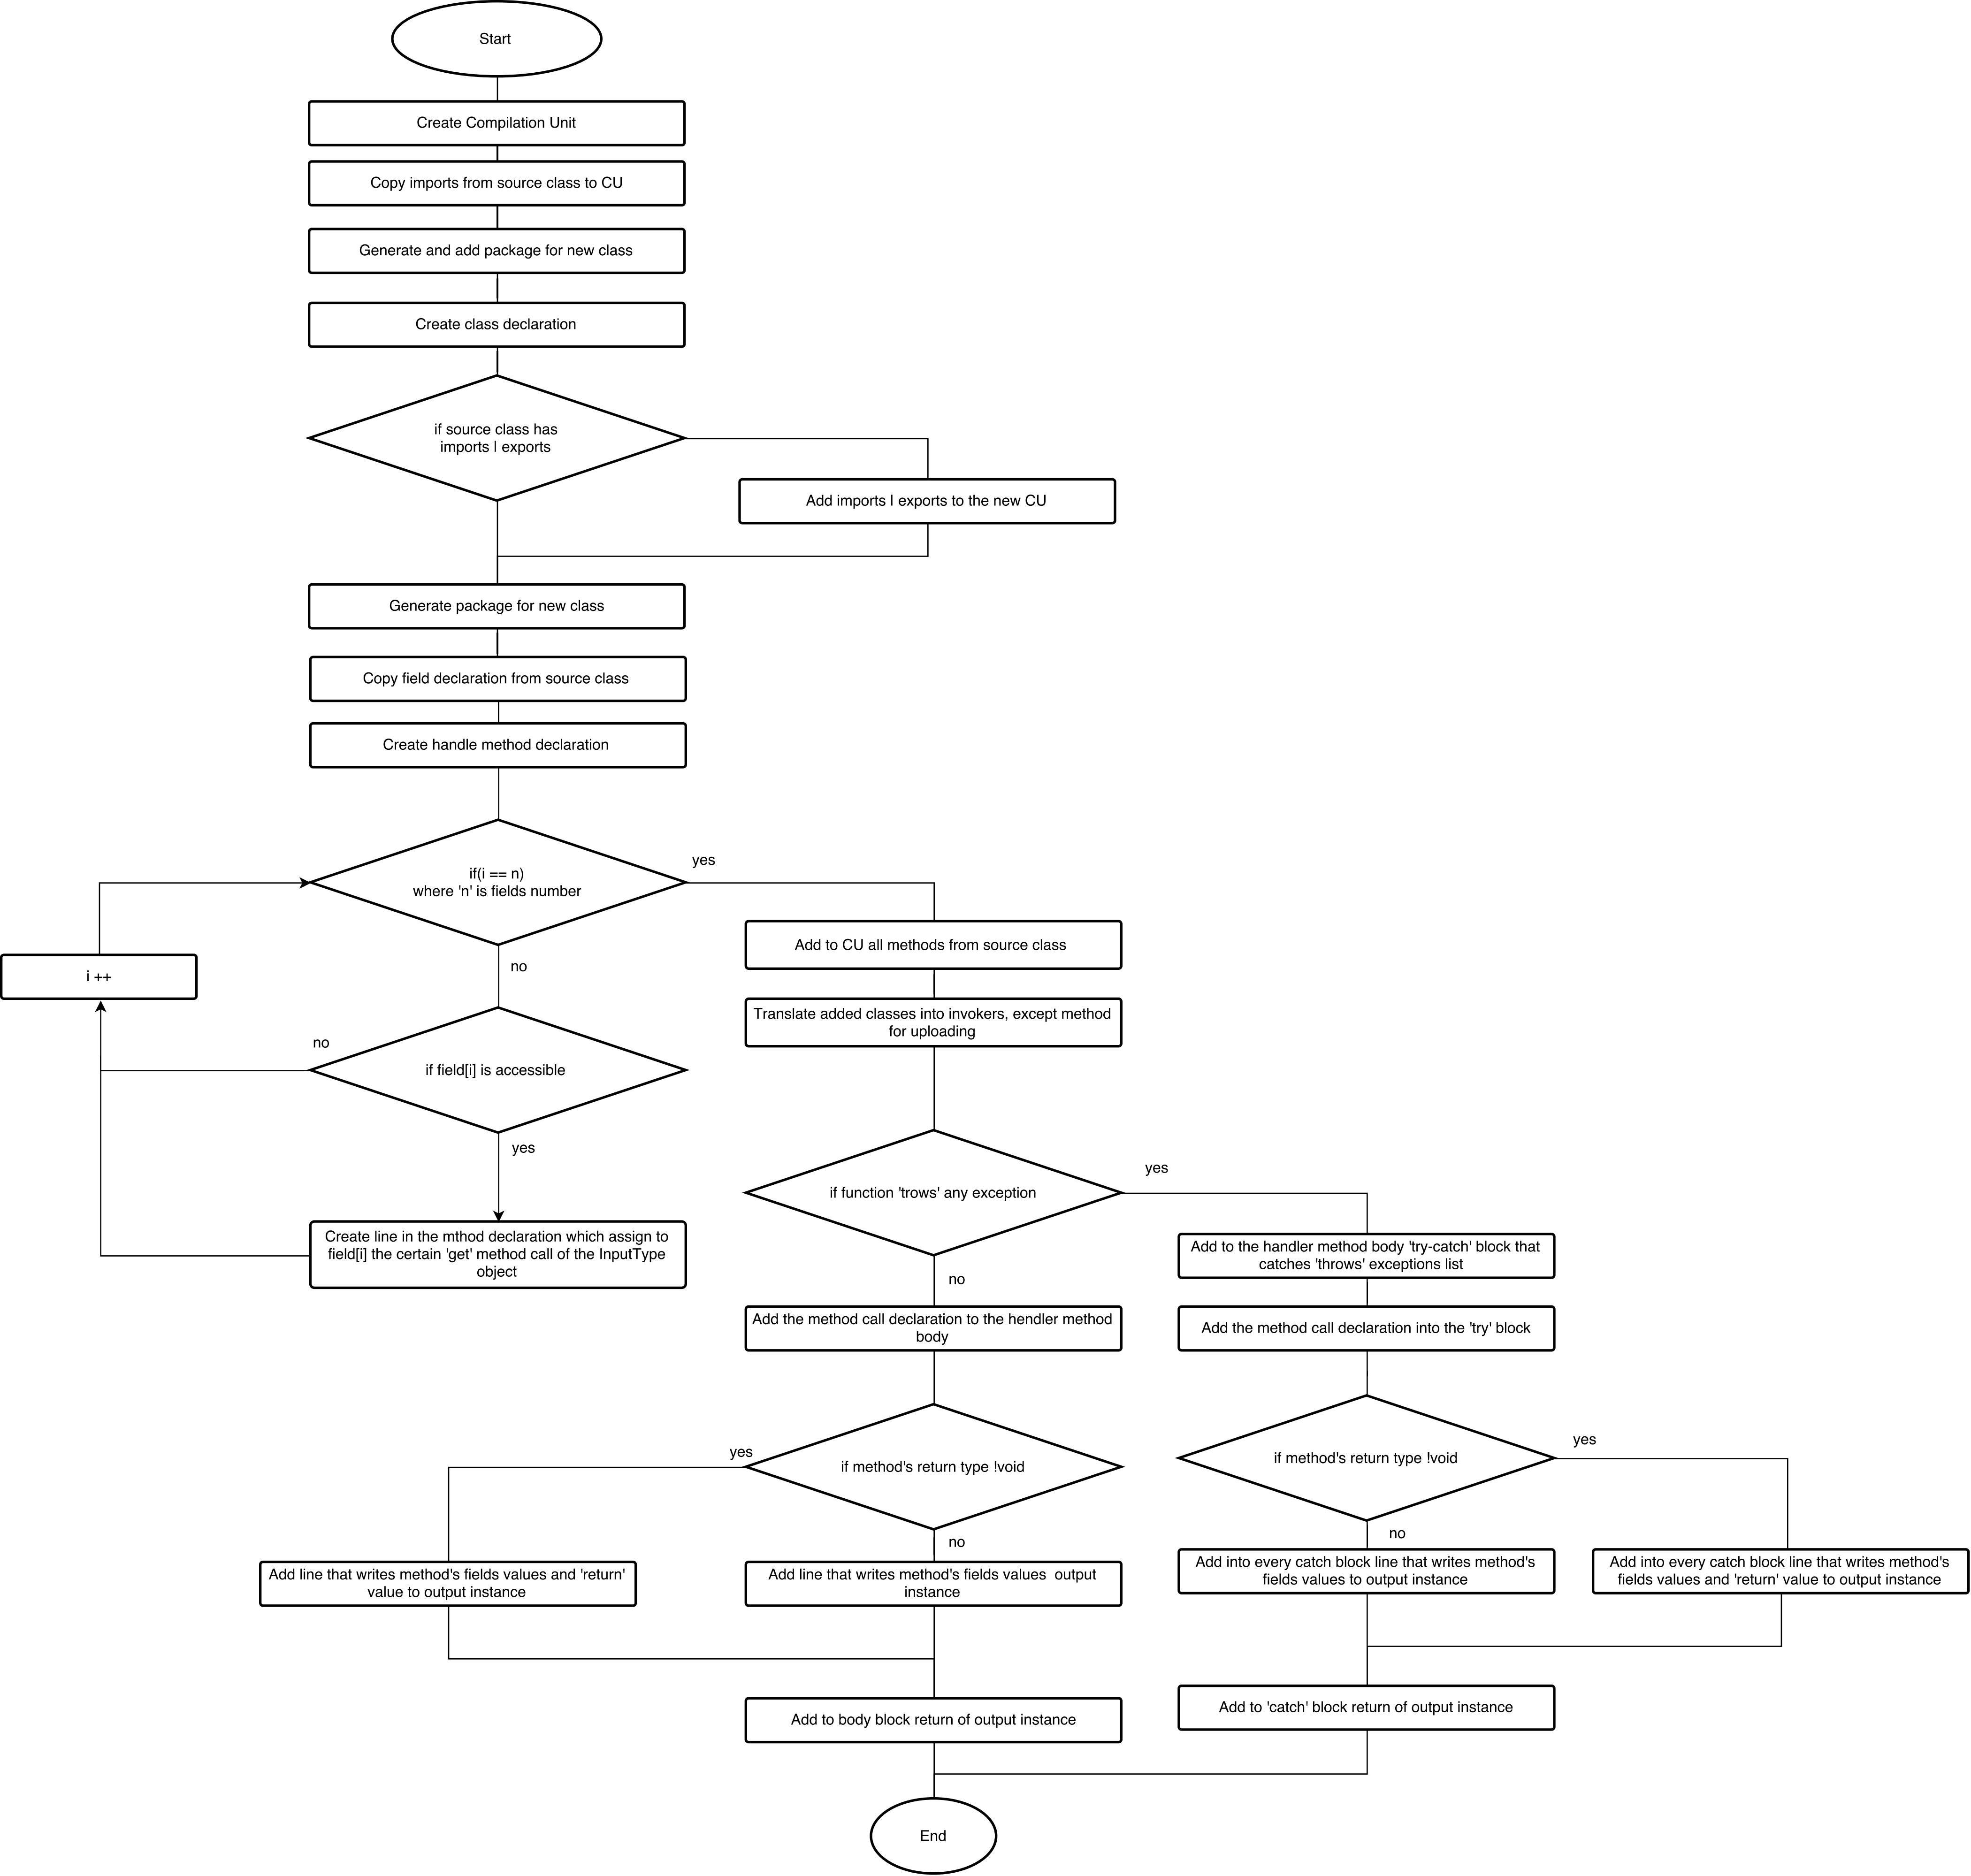 Start
Create Compilation Unit
Copy imports from source class to CU
Generate and add package for new class
Create class declaration
if source class has
imports | exports
Add imports | exports to the new CU
Generate package for new class
Copy field declaration from source class
Create handle method declaration
if(i == n)
where 'n' is fields number
yes
no
i ++
if field[i] is accessible
no
yes
Create line in the mthod declaration which assign to
field[i] the certain 'get' method call of the InputType
object
Add to CU all methods from source class
Translate added classes into invokers, except method
for uploading
if function 'trows' any exception
yes
no
Add to the handler method body 'try-catch' block that
catches 'throws' exceptions list
Add the method call declaration to the hendler method
body
Add the method call declaration into the 'try' block
if method's return type !void
yes
no
if method's return type !void
yes
no
Add line that writes method's fields values and 'return'
value to output instance
Add line that writes method's fields values  output
instance
Add into every catch block line that writes method's
fields values to output instance
Add into every catch block line that writes method's
fields values and 'return' value to output instance
Add to body block return of output instance
Add to 'catch' block return of output instance
End